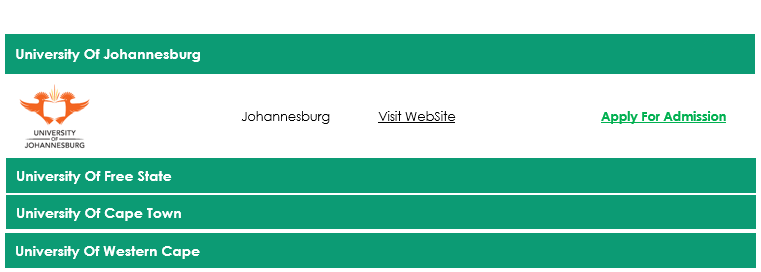 University Of Johannesburg
UNIVERSITY
OF
JOHANNESBURG
Johannesburg Visit WebSite Apply For Admission
University Of Free State
University Of Cape Town
University Of Western Cape